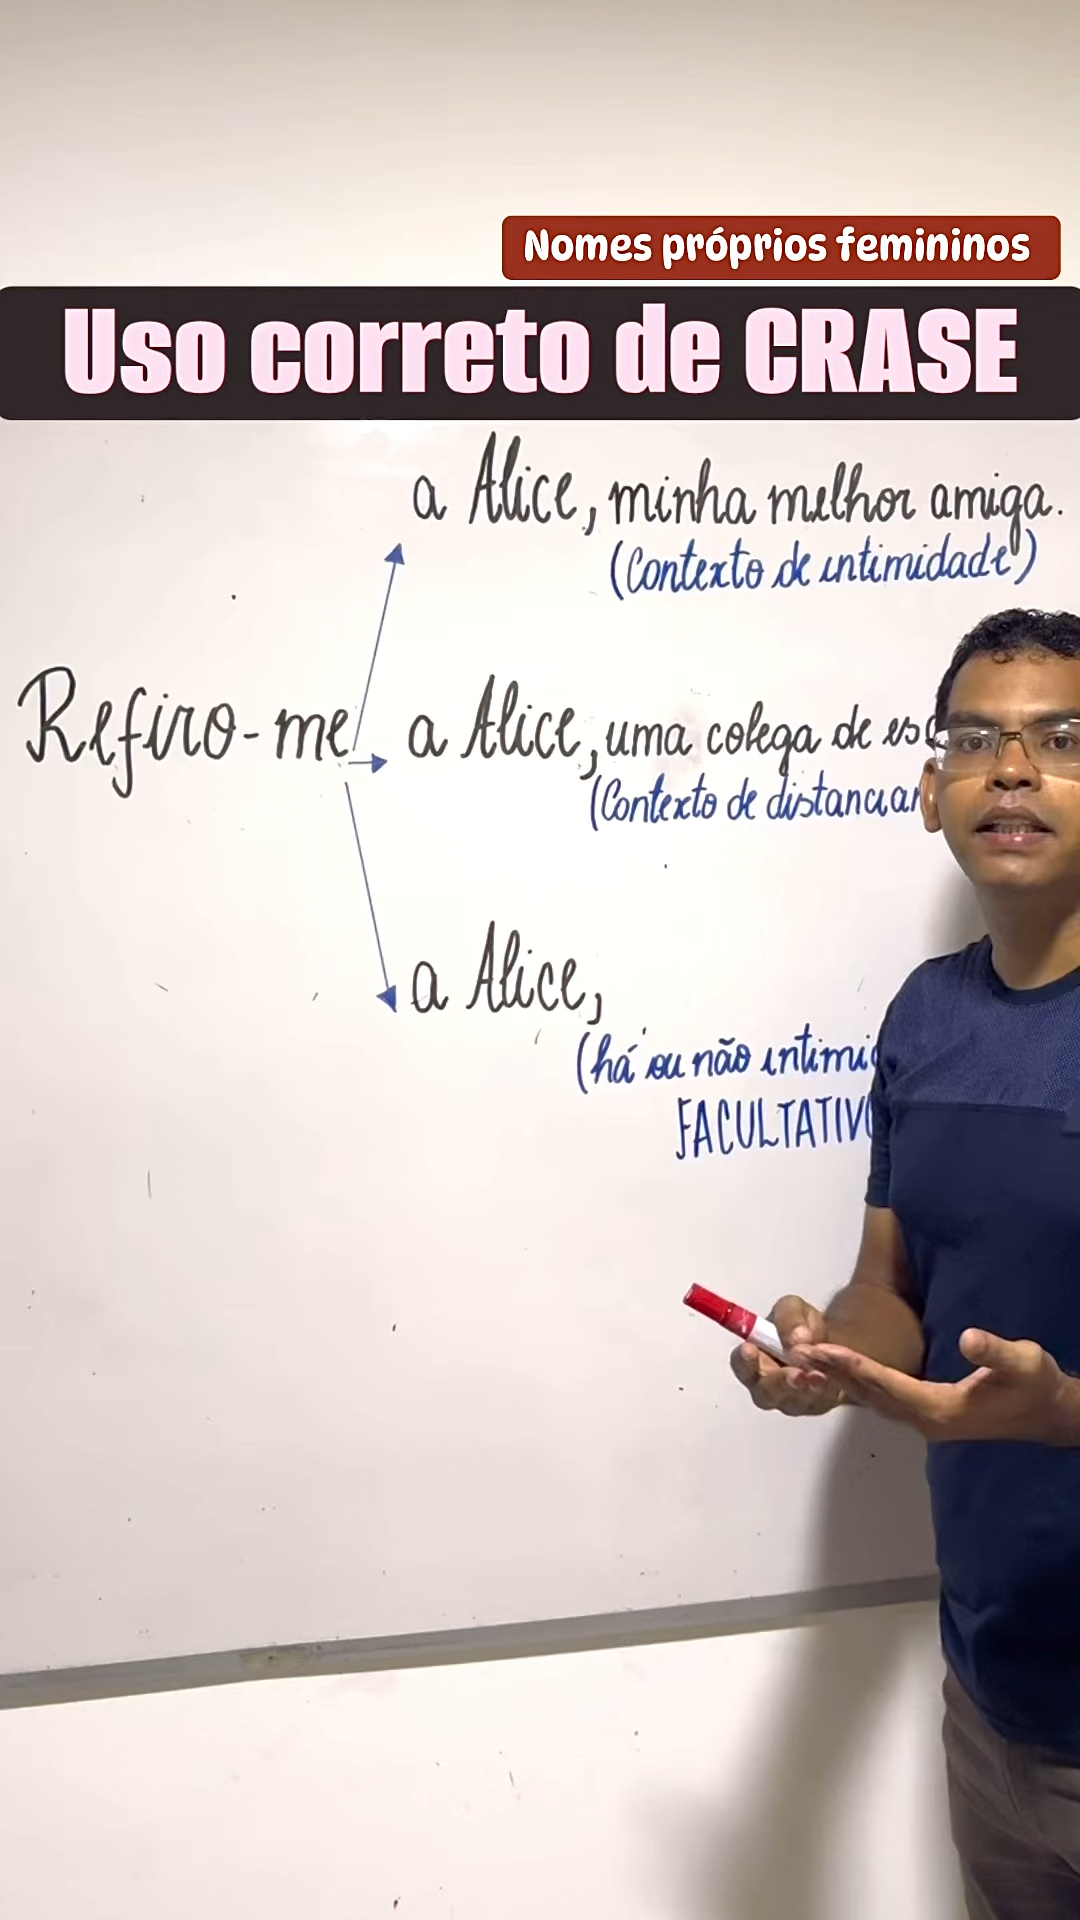 Nomes próprios femininos
Uso correto de CRASE
a Alice, minha melhor amiga.
(Contexto de intimidade)
Refiro-me a Alice, uma colega de
(Contexto de
a Alice,
(há ou não
FACULTATIVO